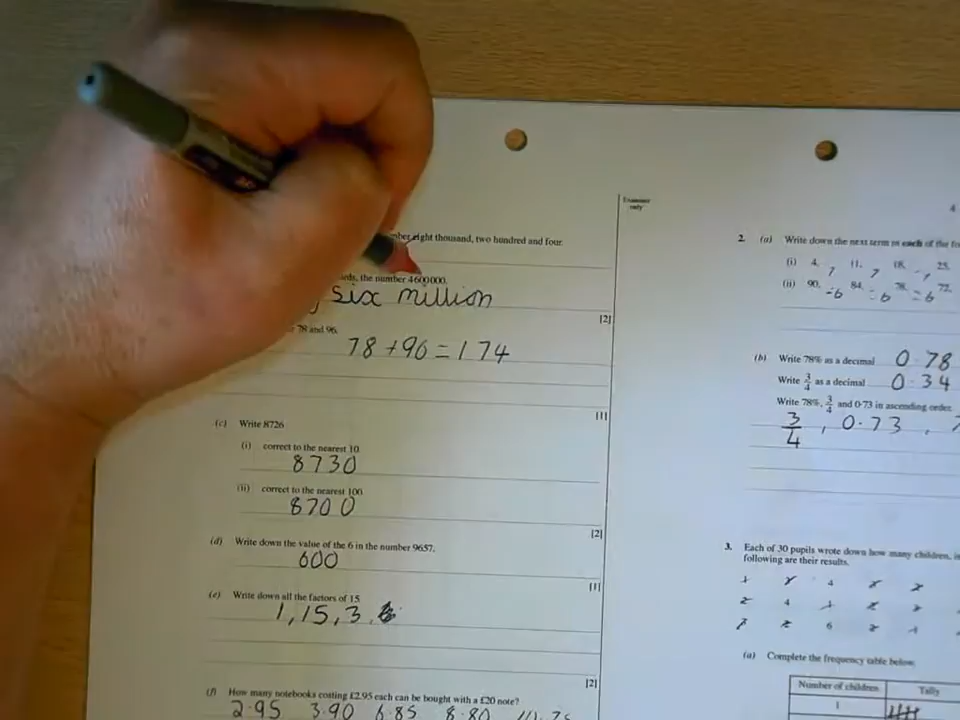 Examiner only
eight thousand, two hundred and four.
the number 4600000.
six million
[2]
78 and 96.
78 + 96 = 174
[1]
(c) Write 8726
(i) correct to the nearest 10.
8730
(ii) correct to the nearest 100.
8700
[2]
(d) Write down the value of the 6 in the number 9657.
600
[1]
(e) Write down all the factors of 15
1, 15, 3,
[2]
(f) How many notebooks costing £2.95 each can be bought with a £20 note?
2.95 3.90 6.85 8.80
4
2. (a) Write down the next term in each of the
(i) 4, 11, 18, 25,
7 7 7
(ii) 90, 84, 78, 72,
-6 -6 -6
(b) Write 78% as a decimal 0.78
Write 3/4 as a decimal 0.34
Write 78%, 3/4 and 0.73 in ascending order.
3/4, 0.73,
3. Each of 30 pupils wrote down how many children,
following are their results.
4
4
6
(a) Complete the frequency table below.
Number of children Tally
1